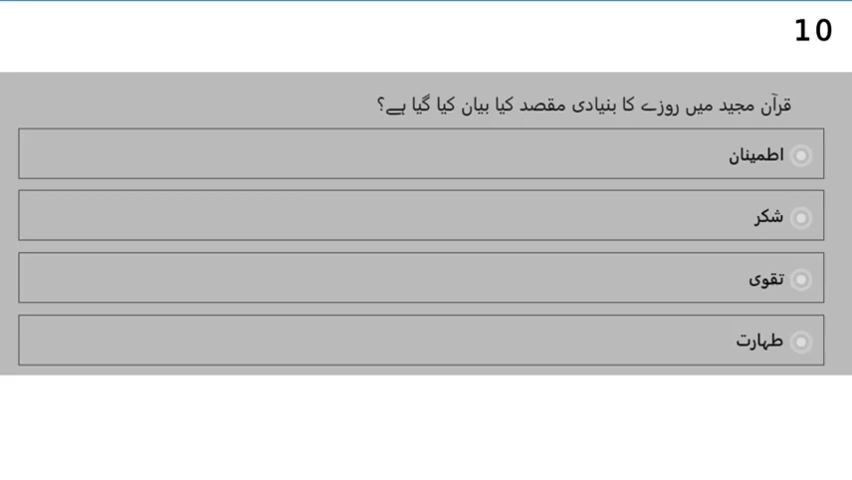 10
قرآن مجید میں روزے کا بنیادی مقصد کیا بیان کیا گیا ہے؟
اطمینان
شکر
تقوی
طہارت